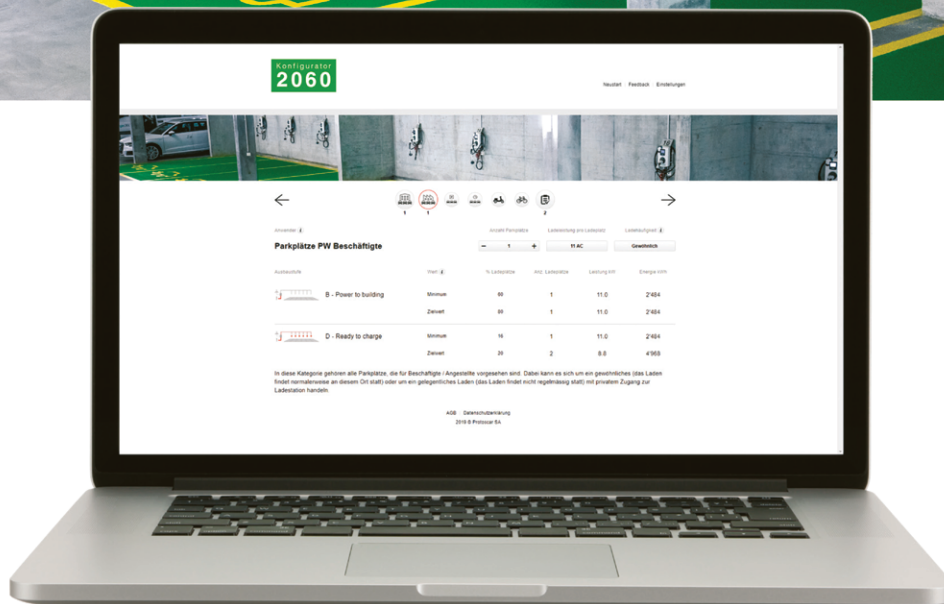 Konfigurator
2060
Neustart Feedback Einstellungen
1 1 2
Anwender i Anzahl Parkplätze Ladeleistung pro Ladeplatz Ladehäufigkeit i
Parkplätze PW Beschäftigte − 1 + 11 AC Gewöhnlich
Ausbaustufe Wert i % Ladeplätze Anz. Ladeplätze Leistung kW Energie kWh
B - Power to building Minimum 60 1 11.0 2'484
Zielwert 80 1 11.0 2'484
D - Ready to charge Minimum 1 11.0 2'484
Zielwert 20 2 8.8 4'968
In diese Kategorie gehören alle Parkplätze, die für Beschäftigte / Angestellte vorgesehen sind. Dabei kann es sich um ein gewöhnliches (das Laden
findet normalerweise an diesem Ort statt) oder um ein gelegentliches Laden (das Laden findet nicht regelmässig statt) mit privatem Zugang zur
Ladestation handeln.
AGB Datenschutzerklärung
2019 © Protoscar SA